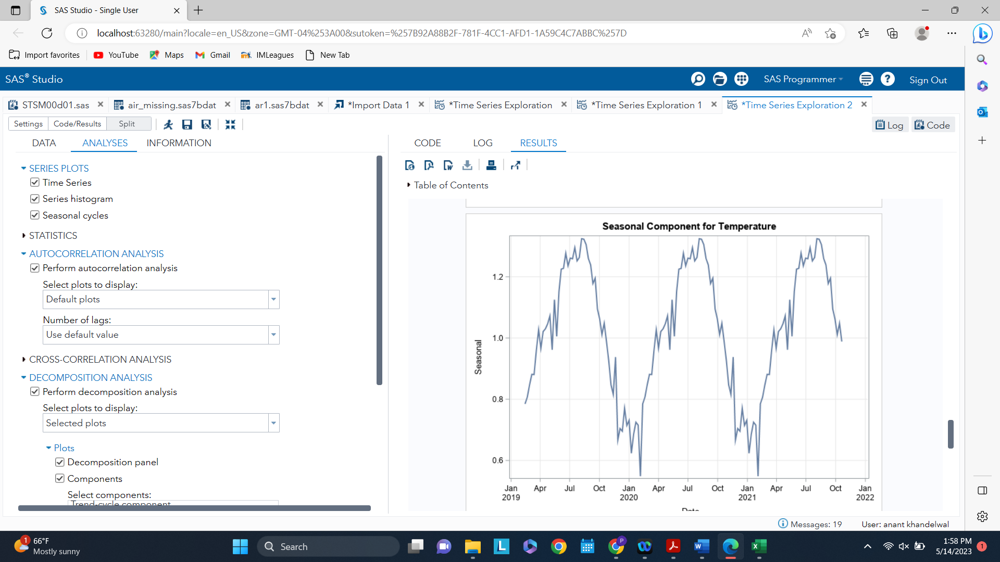 SAS Studio - Single User
localhost:63280/main?locale=en_US&zone=GMT-04%253A00&sutoken=%257B92A88B2F-781F-4CC1-AFD1-1A59C4C7ABBC%257D
Import favorites YouTube Maps Gmail IMLeagues New Tab
SAS® Studio SAS Programmer Sign Out
STSM00d01.sas air_missing.sas7bdat ar1.sas7bdat *Import Data 1 *Time Series Exploration *Time Series Exploration 1 *Time Series Exploration 2
Settings Code/Results Split Log Code
DATA ANALYSES INFORMATION
SERIES PLOTS
Time Series
Series histogram
Seasonal cycles
STATISTICS
AUTOCORRELATION ANALYSIS
Perform autocorrelation analysis
Select plots to display:
Default plots
Number of lags:
Use default value
CROSS-CORRELATION ANALYSIS
DECOMPOSITION ANALYSIS
Perform decomposition analysis
Select plots to display:
Selected plots
Plots
Decomposition panel
Components
Select components:
Trend-cycle component
CODE LOG RESULTS
Table of Contents
Seasonal Component for Temperature
Seasonal
1.2
1.0
0.8
0.6
Jan Apr Jul Oct Jan Apr Jul Oct Jan Apr Jul Oct Jan
2019 2020 2021 2022
Date
Messages: 19 User: anant khandelwal
1
66°F
Mostly sunny
Search
P
1:58 PM
5/14/2023
1